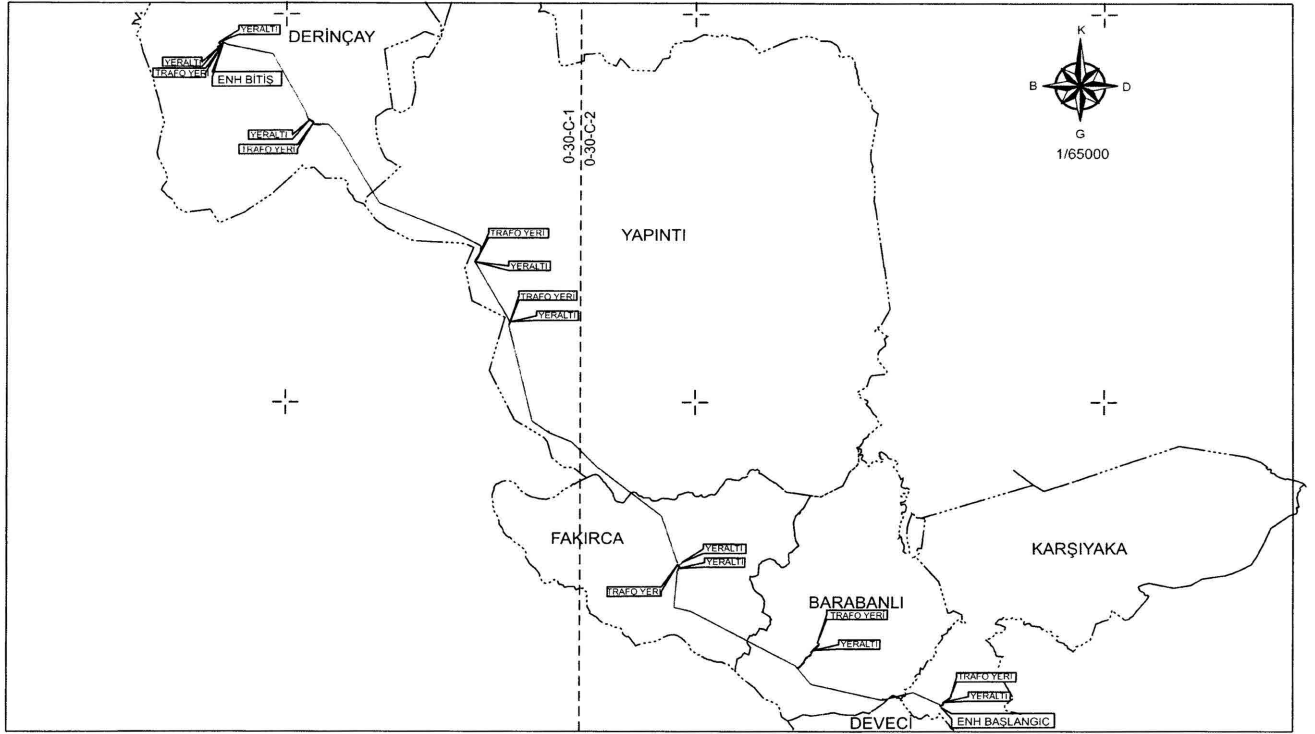 YERALTI
DERİNÇAY
YERALTI
TRAFO YERİ
ENH BİTİŞ
YERALTI
TRAFO YERİ
0-30-C-1
0-30-C-2
K
B
D
G
1/65000
TRAFO YERİ
YAPINTI
YERALTI
TRAFO YERİ
YERALTI
FAKIRCA
YERALTI
YERALTI
TRAFO YERİ
KARŞIYAKA
BARABANLI
TRAFO YERİ
YERALTI
TRAFO YERİ
YERALTI
DEVECİ
ENH BAŞLANGIC